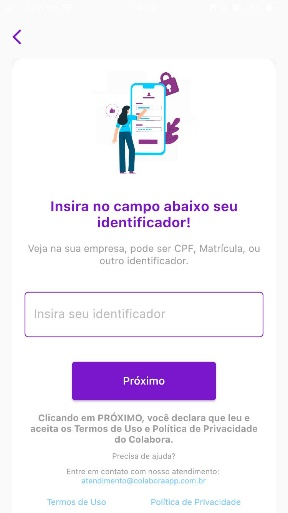 Insira no campo abaixo seu
identificador!
Veja na sua empresa, pode ser CPF, Matrícula, ou
outro identificador.
Insira seu identificador
Próximo
Clicando em PRÓXIMO, você declara que leu e
aceita os Termos de Uso e Política de Privacidade
do Colabora.
Precisa de ajuda?
Entre em contato com nosso atendimento:
atendimento@colaboraapp.com.br
Termos de Uso Política de Privacidade